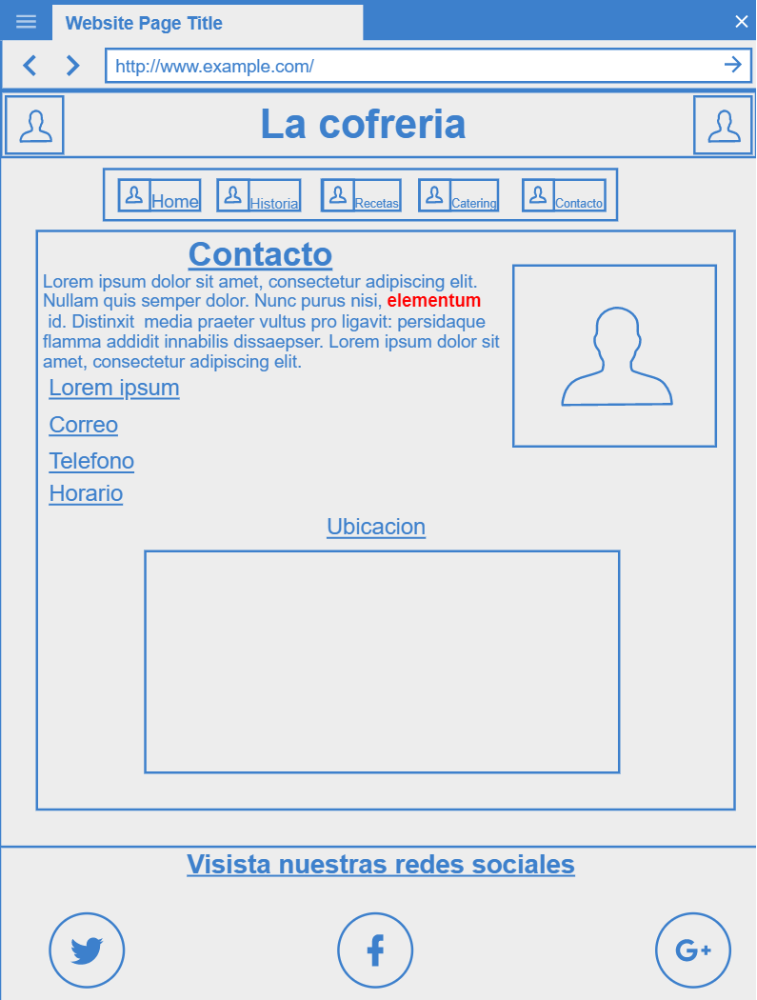 Website Page Title
http://www.example.com/
La cofreria
Home Historia Recetas Catering Contacto
Contacto
Lorem ipsum dolor sit amet, consectetur adipiscing elit.
Nullam quis semper dolor. Nunc purus nisi, elementum
id. Distinxit media praeter vultus pro ligavit: persidaque
flamma addidit innabilis dissaepser. Lorem ipsum dolor sit
amet, consectetur adipiscing elit.
Lorem ipsum
Correo
Telefono
Horario
Ubicacion
Visista nuestras redes sociales
G+